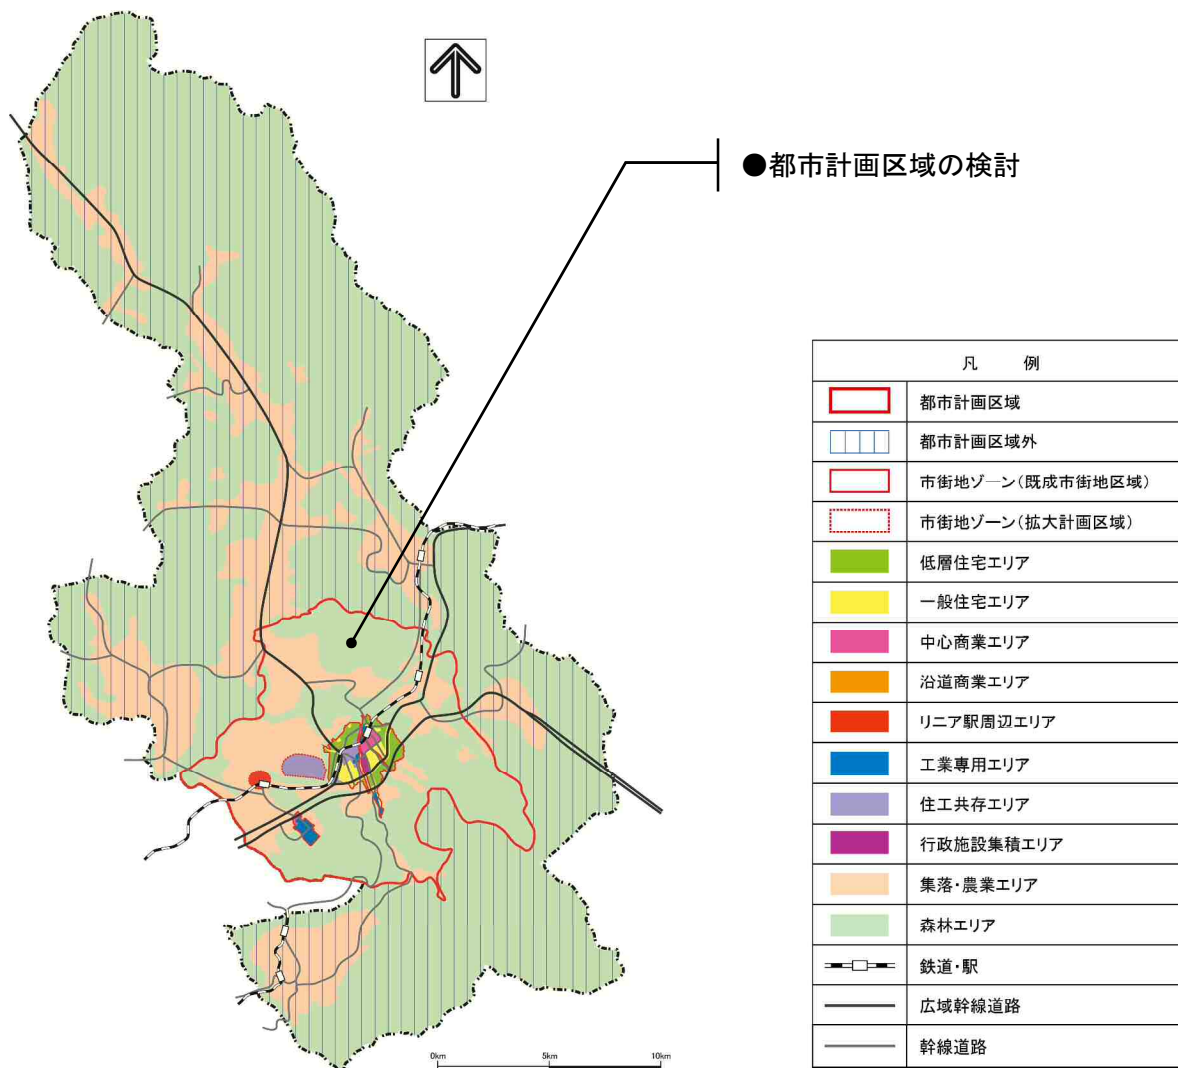 ●都市計画区域の検討
凡 例
都市計画区域
都市計画区域外
市街地ゾーン(既成市街地区域)
市街地ゾーン(拡大計画区域)
低層住宅エリア
一般住宅エリア
中心商業エリア
沿道商業エリア
リニア駅周辺エリア
工業専用エリア
住工共存エリア
行政施設集積エリア
集落・農業エリア
森林エリア
鉄道・駅
広域幹線道路
幹線道路
0km 5km 10km